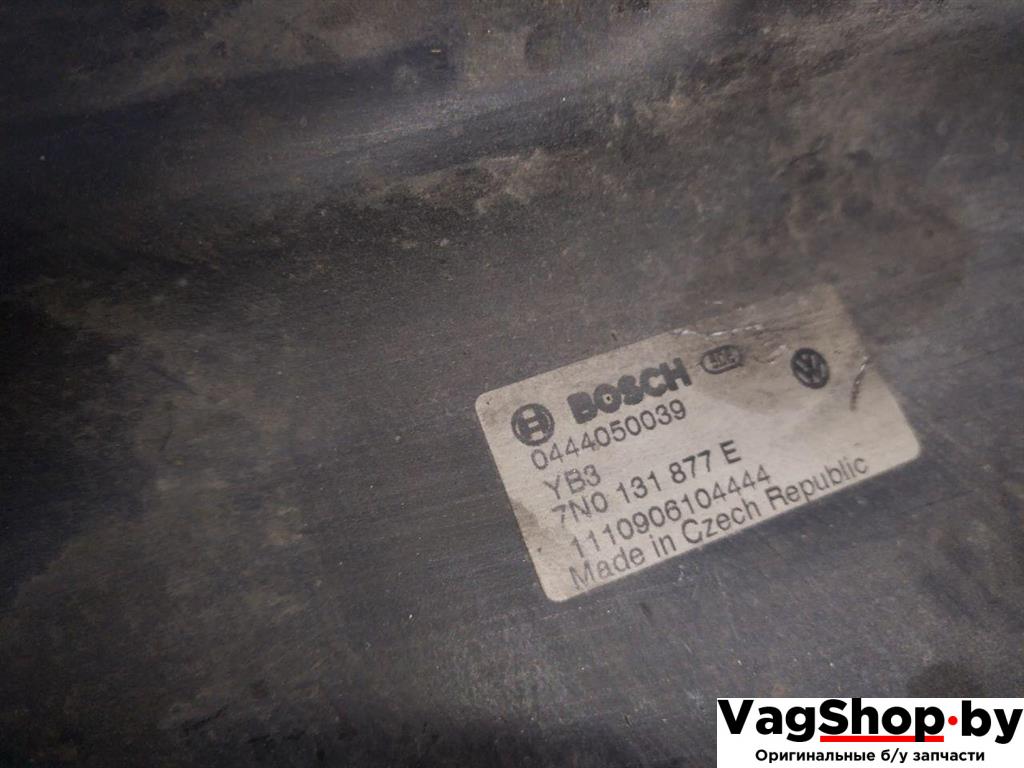 BOSCH
0444050039
YB3
7N0 131 877 E
1110906104444
Made in Czech Republic
VagShop.by
Оригинальные б/у запчасти